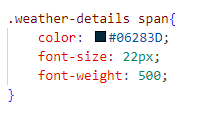 .weather-details span{
    color: #06283D;
    font-size: 22px;
    font-weight: 500;
}